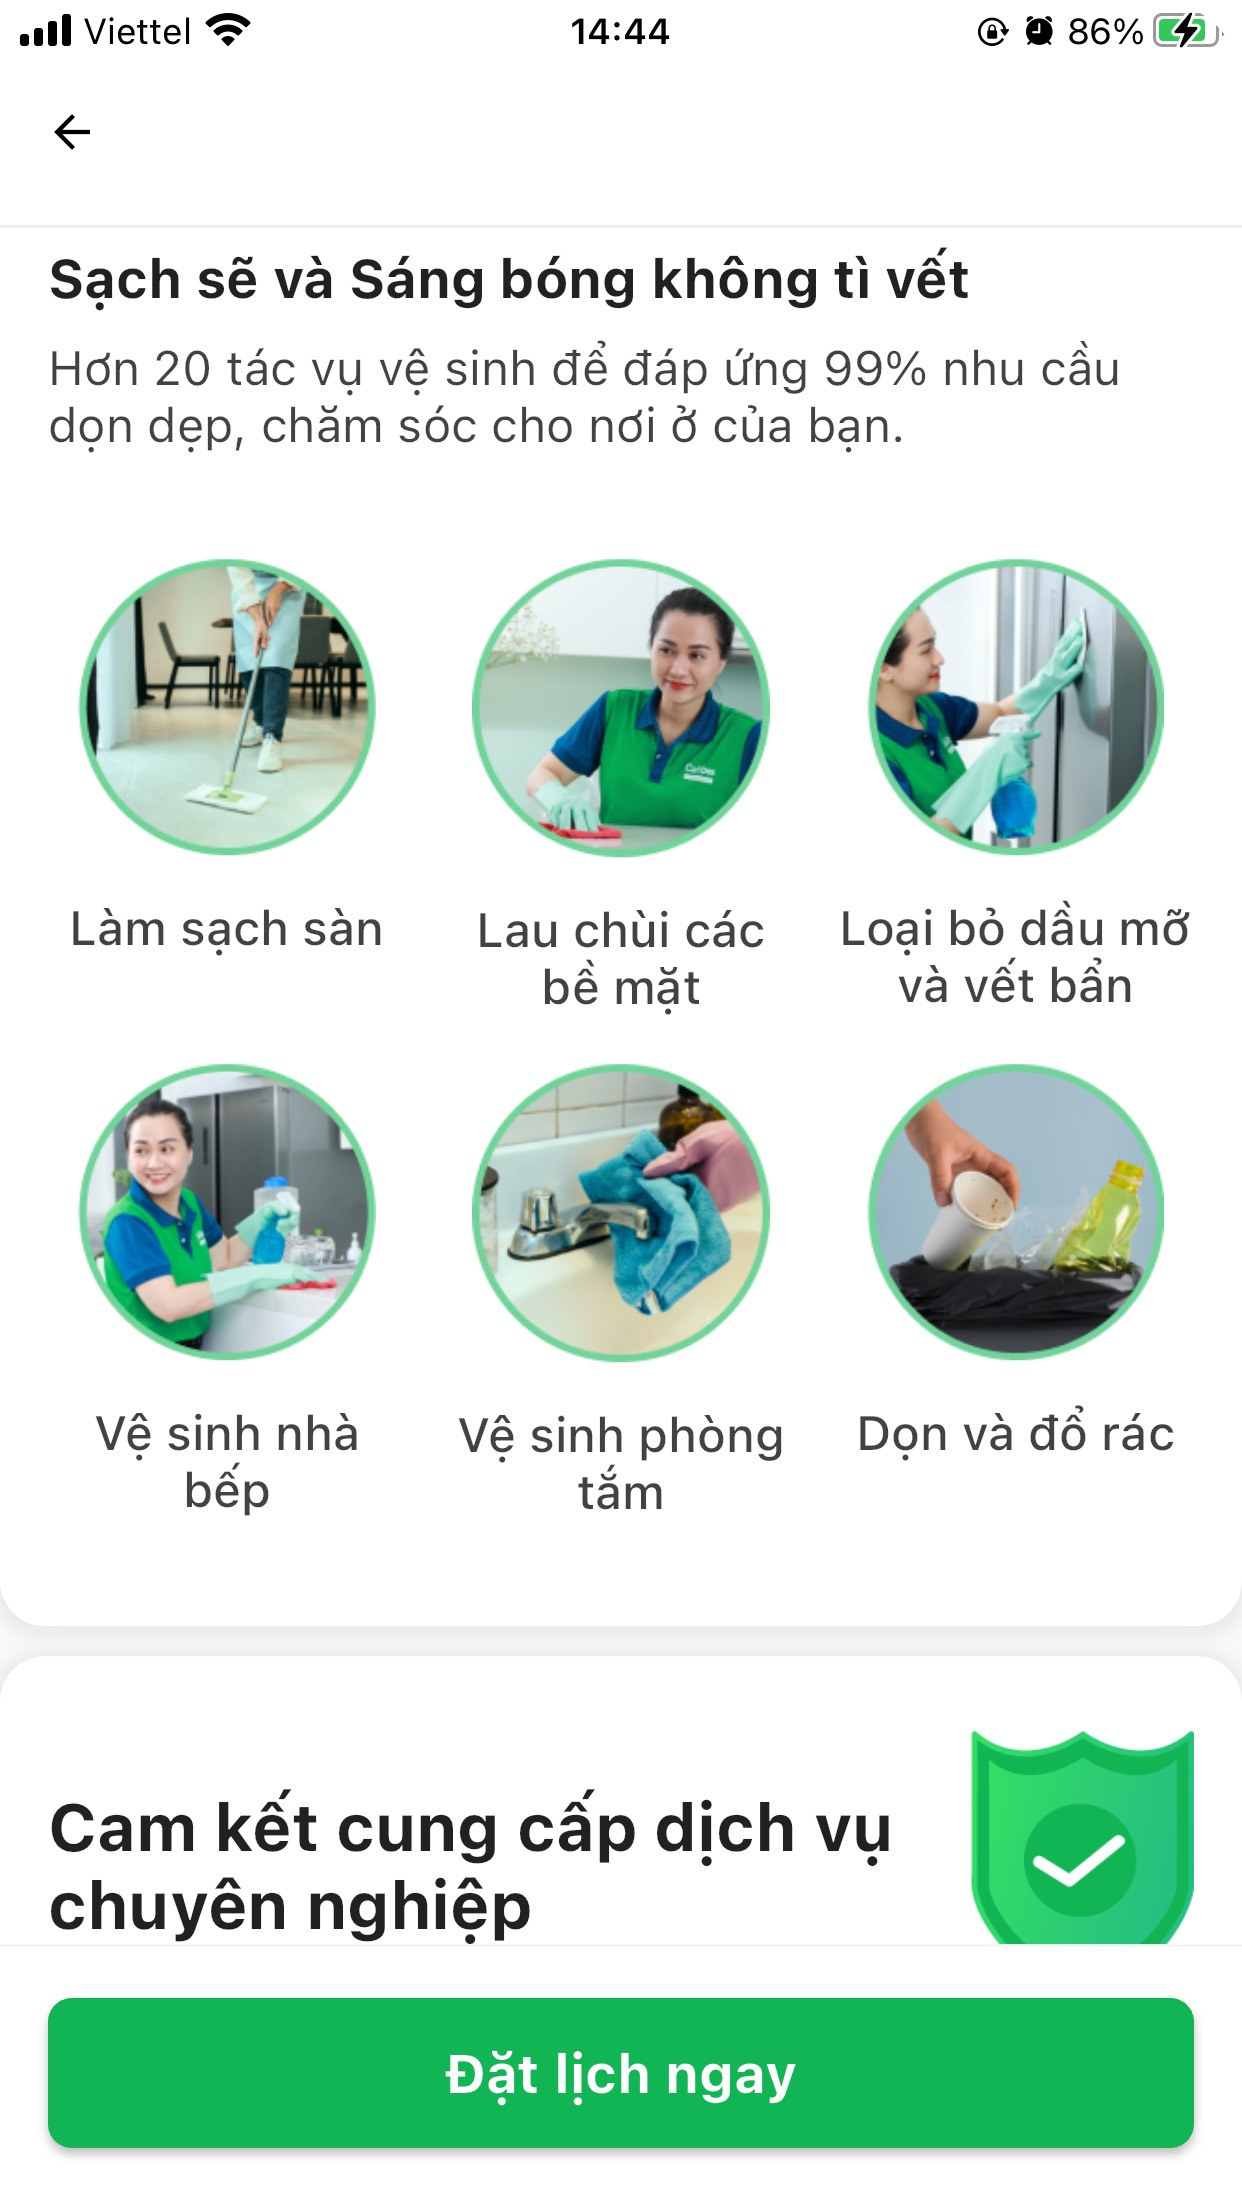 Viettel 14:44 86%
Sạch sẽ và Sáng bóng không tì vết
Hơn 20 tác vụ vệ sinh để đáp ứng 99% nhu cầu
dọn dẹp, chăm sóc cho nơi ở của bạn.
Làm sạch sàn
Lau chùi các
bề mặt
Loại bỏ dầu mỡ
và vết bẩn
Vệ sinh nhà
bếp
Vệ sinh phòng
tắm
Dọn và đổ rác
Cam kết cung cấp dịch vụ
chuyên nghiệp
Đặt lịch ngay